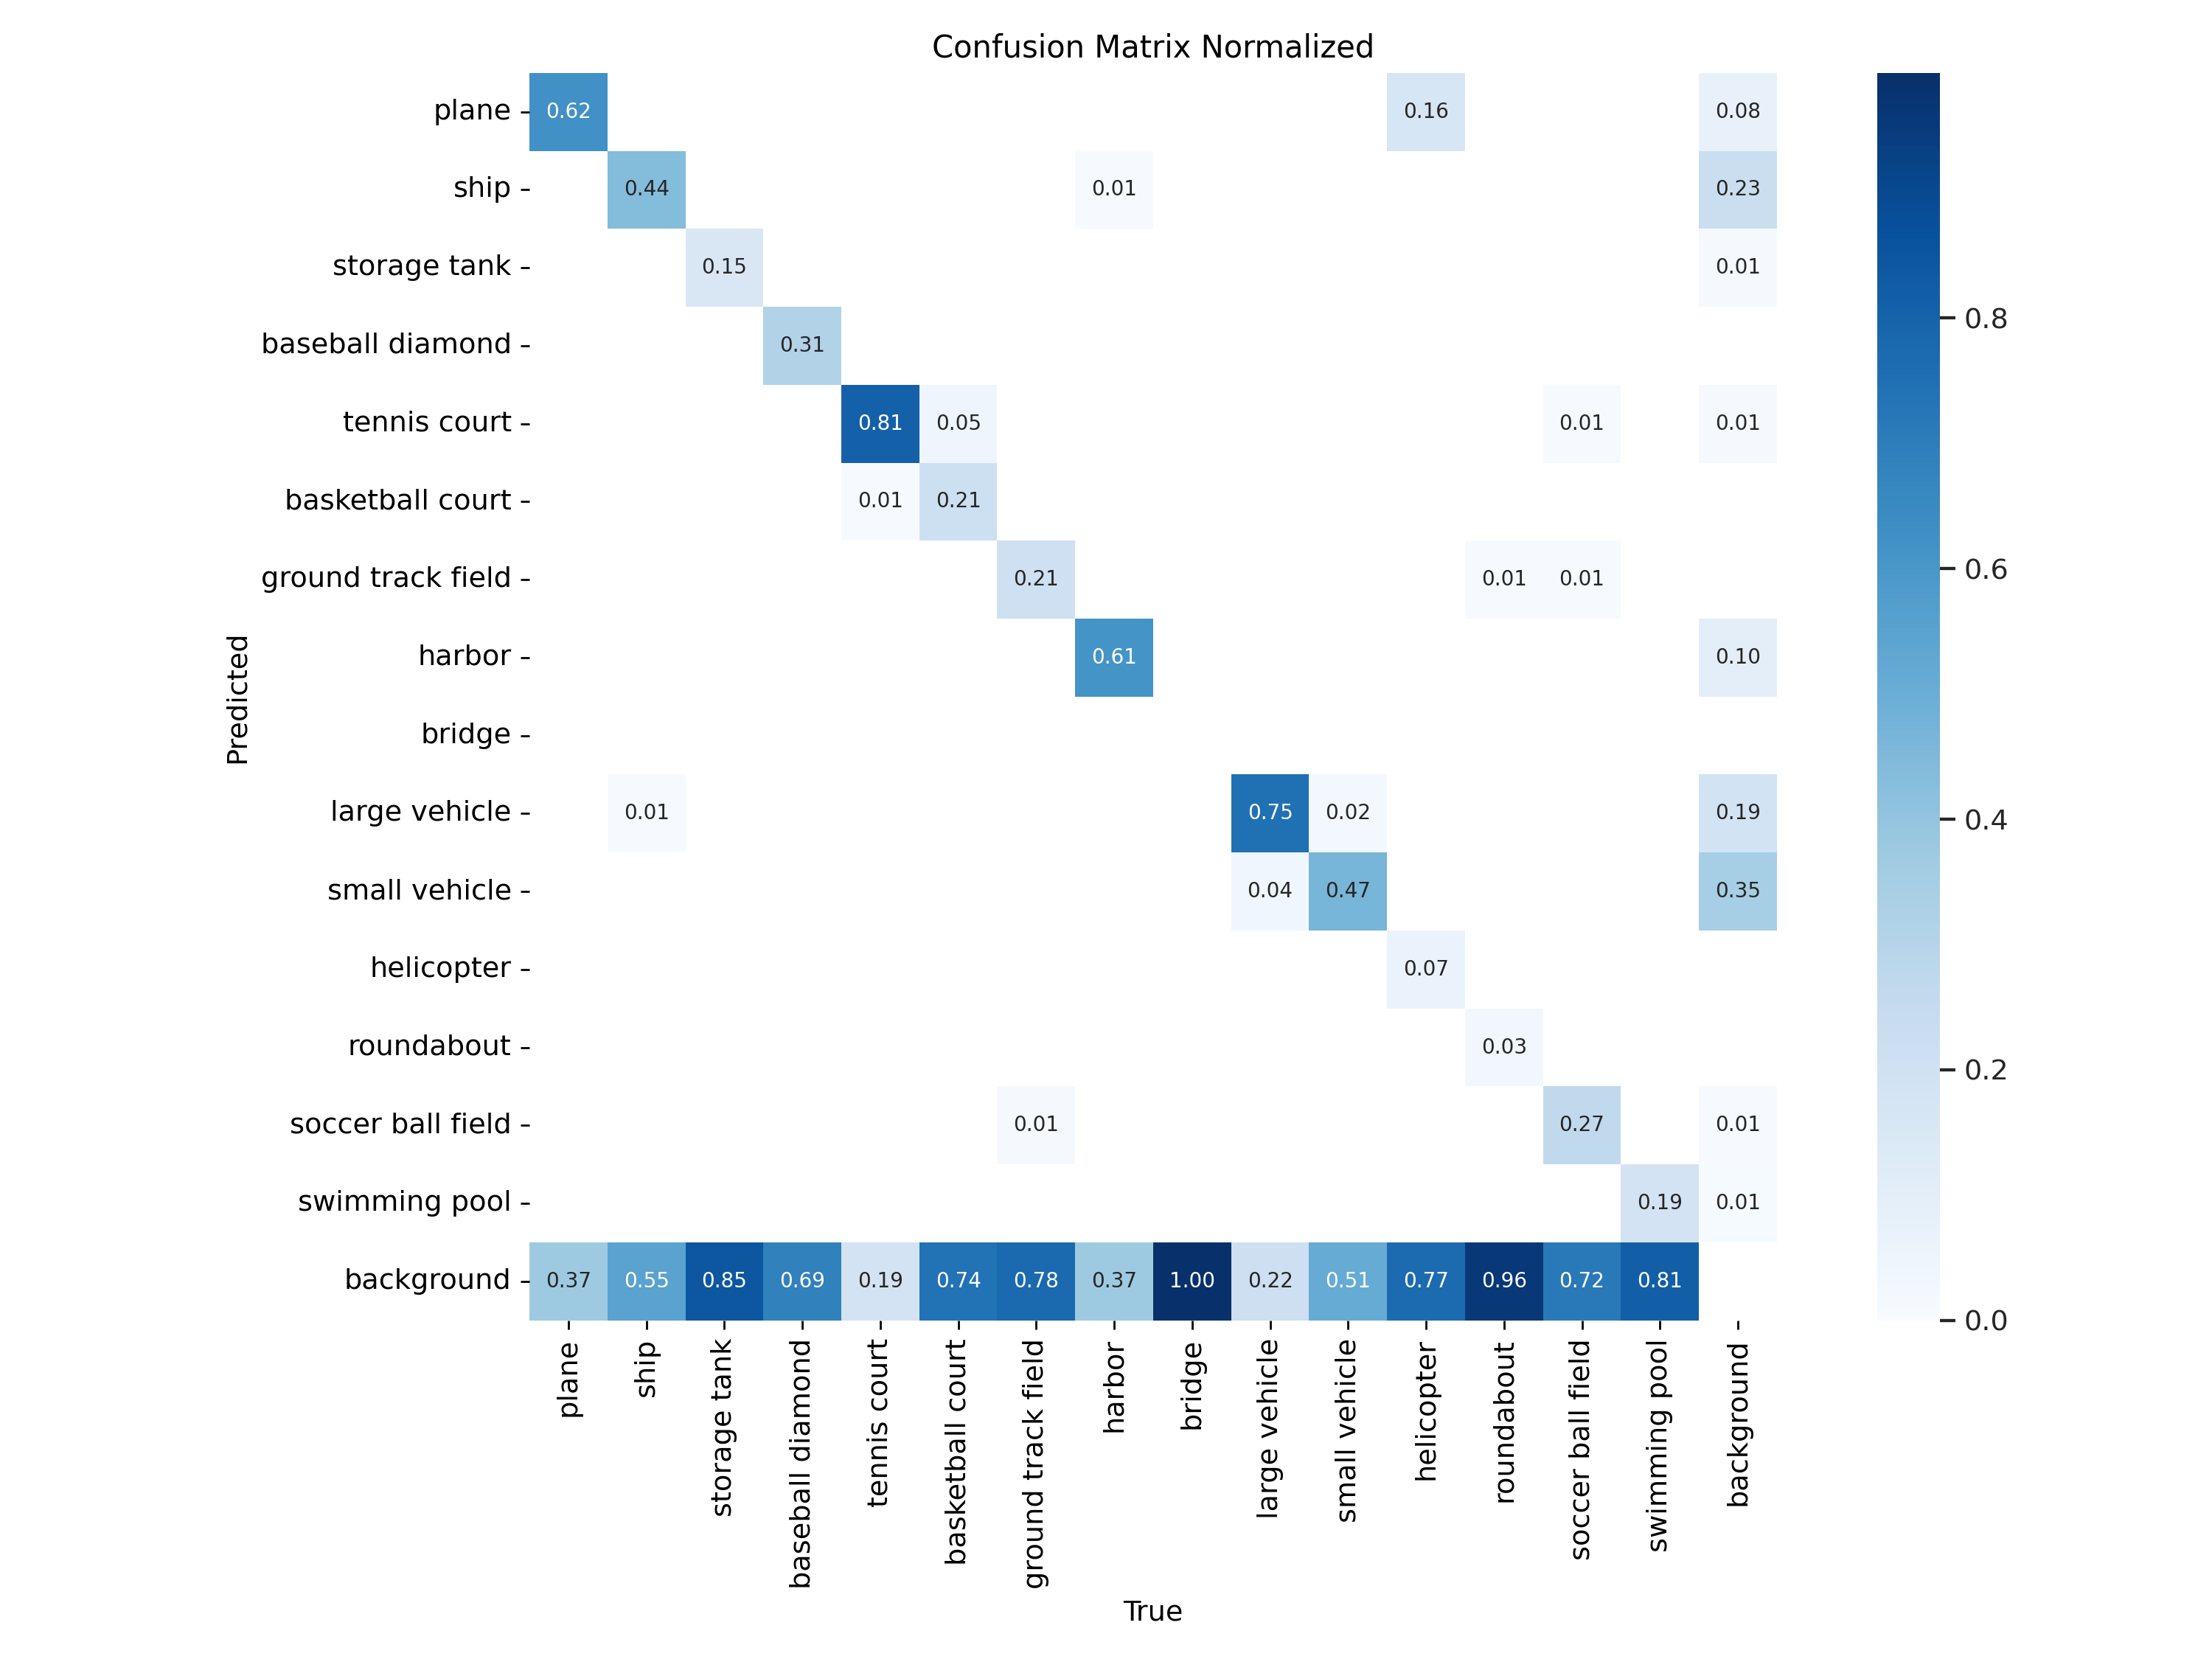 Confusion Matrix Normalized
plane 0.62 0.16 0.08
ship 0.44 0.01 0.23
storage tank 0.15 0.01
baseball diamond 0.31
tennis court 0.81 0.05 0.01 0.01
basketball court 0.01 0.21
ground track field 0.21 0.01 0.01
harbor 0.61 0.10
bridge
large vehicle 0.01 0.75 0.02 0.19
small vehicle 0.04 0.47 0.35
helicopter 0.07
roundabout 0.03
soccer ball field 0.01 0.27 0.01
swimming pool 0.19 0.01
background 0.37 0.55 0.85 0.69 0.19 0.74 0.78 0.37 1.00 0.22 0.51 0.77 0.96 0.72 0.81
Predicted
plane
ship
storage tank
baseball diamond
tennis court
basketball court
ground track field
harbor
bridge
large vehicle
small vehicle
helicopter
roundabout
soccer ball field
swimming pool
background
True
0.8
0.6
0.4
0.2
0.0